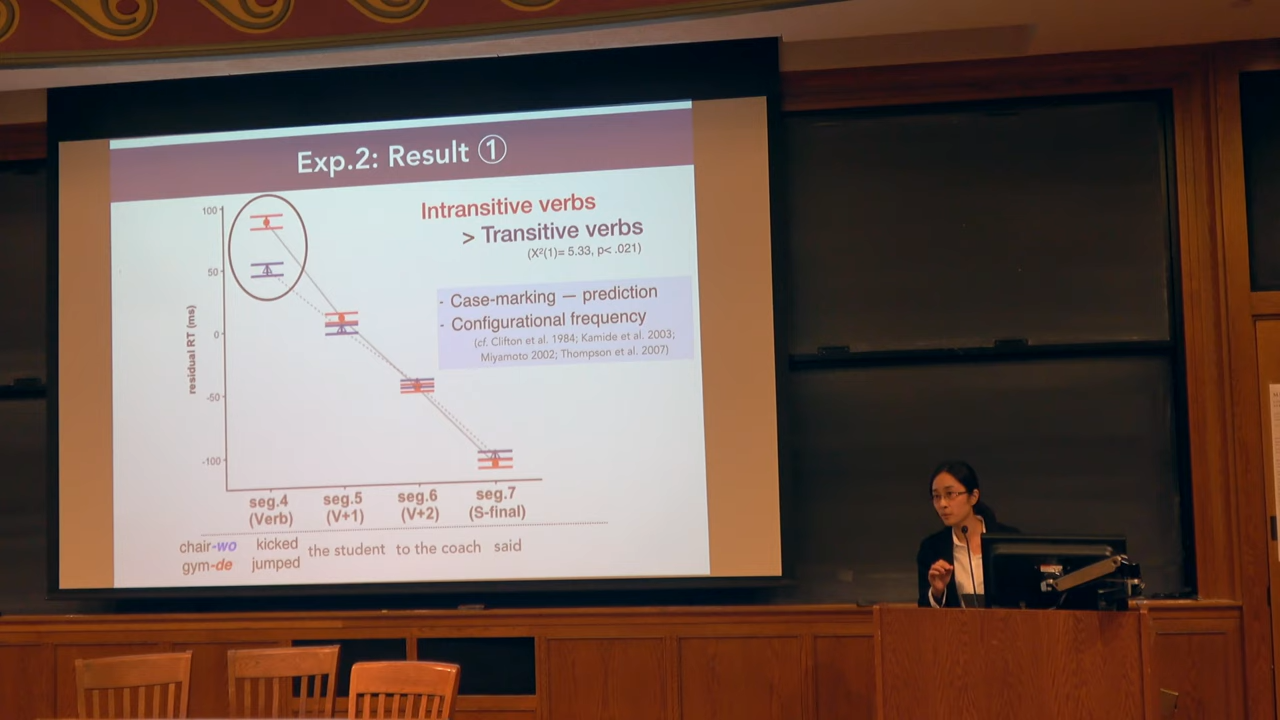 Exp.2: Result ①
Intransitive verbs
> Transitive verbs
(X²(1)= 5.33, p< .021)
- Case-marking — prediction
- Configurational frequency
(cf. Clifton et al. 1984; Kamide et al. 2003;
Miyamoto 2002; Thompson et al. 2007)
residual RT (ms)
100
50
0
-50
-100
seg.4 seg.5 seg.6 seg.7
(Verb) (V+1) (V+2) (S-final)
chair-wo kicked the student to the coach said
gym-de jumped